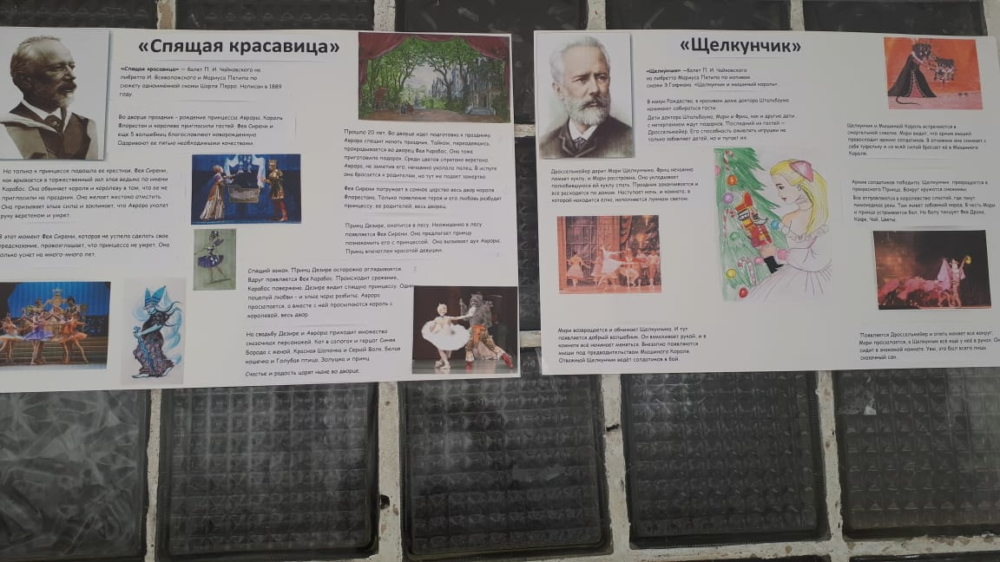 «Спящая красавица»
«Спящая красавица» — балет П. И. Чайковского на
либретто И. Всеволожского и Мариуса Петипа по
сюжету одноимённой сказки Шарля Перро. Написан в 1889
году.
Во дворце праздник – рождение принцессы Авроры. Король
Флорестан и королева пригласили гостей. Фея Сирени и
еще 5 волшебниц благословляют новорожденную
Одаривают ее пятью необходимыми качествами.
Но только к принцессе подошла ее крестная, Фея Сирени,
как врывается в торжественный зал злая ведьма по имени
Карабос. Она обвиняет короля и королеву в том, что ее не
пригласили на праздник. Она желает жестоко отмстить.
Она призывает злые силы и заклинает, что Аврора уколет
руку веретеном и умрет.
В этот момент Фея Сирени, которая не успела сделать свое
предсказание, провозглашает, что принцесса не умрет. Она
только уснет на много-много лет.
Прошло 20 лет. Во дворце идет подготовка к празднику.
Аврора спешит начать праздник. Тайком, переодевшись,
прокрадывается во дворец Фея Карабос. Она тоже
приготовила подарок. Среди цветов спрятано веретено.
Аврора, не заметив его, нечаянно уколола палец. В испуге
она бросается к родителям, но тут же падает замертво.
Фея Сирени погружает в сонное царство весь двор короля
Флорестана. Только появление героя и его любовь разбудят
принцессу, ее родителей, весь дворец.
Принц Дезире, охотится в лесу. Неожиданно в лесу
появляется Фея Сирени. Она предлагает принцу
познакомить его с принцессой. Она вызывает дух Авроры.
Принц впечатлен красотой девушки.
Спящий замок. Принц Дезире осторожно оглядывается.
Вдруг появляется Фея Карабос. Происходит сражение,
Карабос повержена. Дезире видит спящую принцессу. Один
поцелуй любви – и злые чары разбиты: Аврора
просыпается, а вместе с ней просыпаются король с
королевой, весь двор.
На свадьбу Дезире и Авроры приходит множество
сказочных персонажей. Кот в сапогах и герцог Синяя
Борода с женой, Красная Шапочка и Серый Волк, Белая
кошечка и Голубая птица, Золушка и принц.
Счастье и радость царят ныне во дворце.
«Щелкунчик»
«Щелкунчик» —балет П. И. Чайковского
на либретто Мариуса Петипа по мотивам
сказки Э.Гофмана, «Щелкунчик и мышиный король».
В канун Рождества, в красивом доме доктора Штальбаума
начинают собираться гости
Дети доктора Штальбаума, Мари и Фриц, как и другие дети,
с нетерпением ждут подарков. Последний из гостей –
Дроссельмейер. Его способность оживлять игрушки не
только забавляет детей, но и пугает их.
Дроссельмейер дарит Мари Щелкунчика. Фриц нечаянно
ломает куклу, и Мари расстроена. Она укладывает
полюбившуюся ей куклу спать. Праздник заканчивается и
все расходятся по домам. Наступает ночь, и комната, в
которой находится елка, наполняется лунным светом.
Мари возвращается и обнимает Щелкунчика. И тут
появляется добрый волшебник. Он взмахивает рукой, и в
комнате всё начинает меняться. Внезапно появляются
мыши под предводительством Мышиного Короля.
Отважный Щелкунчик ведёт солдатиков в бой.
Щелкунчик и Мышиный Король встречаются в
смертельной схватке. Мари видит, что армия мышей
превосходит армию солдатиков. В отчаянии она снимает с
себя туфельку и со всей силой бросает её в Мышиного
Короля.
Армия солдатиков победила. Щелкунчик превращается в
прекрасного Принца. Вокруг кружатся снежинки.
Все отправляются в королевство сластей, где текут
лимонадные реки. Там живет забавный народ. В честь Мари
и принца устраивается бал. На балу танцует Фея Драже,
Кофе, Чай, Цветы.
Появляется Дроссельмейер и опять меняет все вокруг.
Мари просыпается, а Щелкунчик всё ещё у неё в руках. Она
сидит в знакомой комнате. Увы, это был всего лишь
сказочный сон.